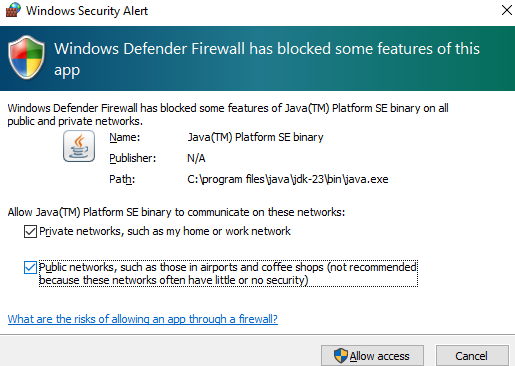 Windows Security Alert
Windows Defender Firewall has blocked some features of this
app
Windows Defender Firewall has blocked some features of Java(TM) Platform SE binary on all
public and private networks.
Name: Java(TM) Platform SE binary
Publisher: N/A
Path: C:\program files\java\jdk-23\bin\java.exe
Allow Java(TM) Platform SE binary to communicate on these networks:
Private networks, such as my home or work network
Public networks, such as those in airports and coffee shops (not recommended
because these networks often have little or no security)
What are the risks of allowing an app through a firewall?
Allow access Cancel